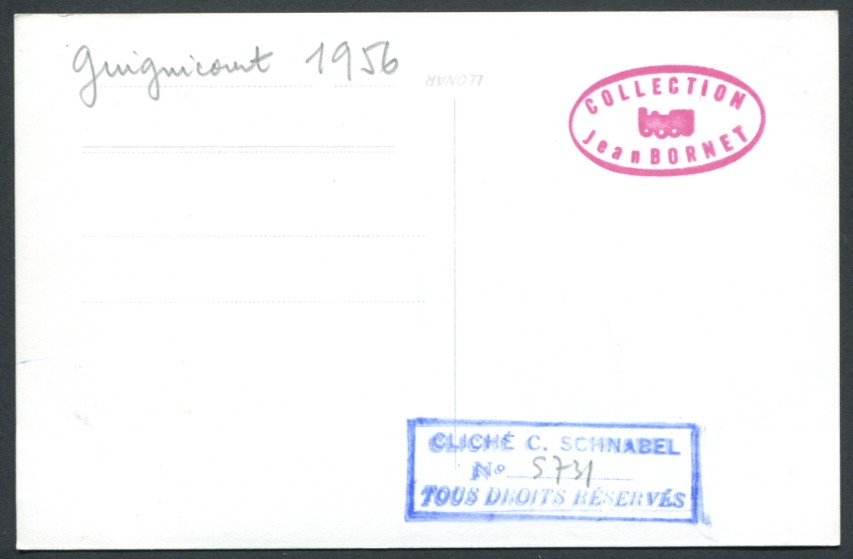 Guignicourt 1956
LEONAR
COLLECTION
Jean BORNET
CLICHÉ C. SCHNABEL
N° 5731
TOUS DROITS RÉSERVÉS